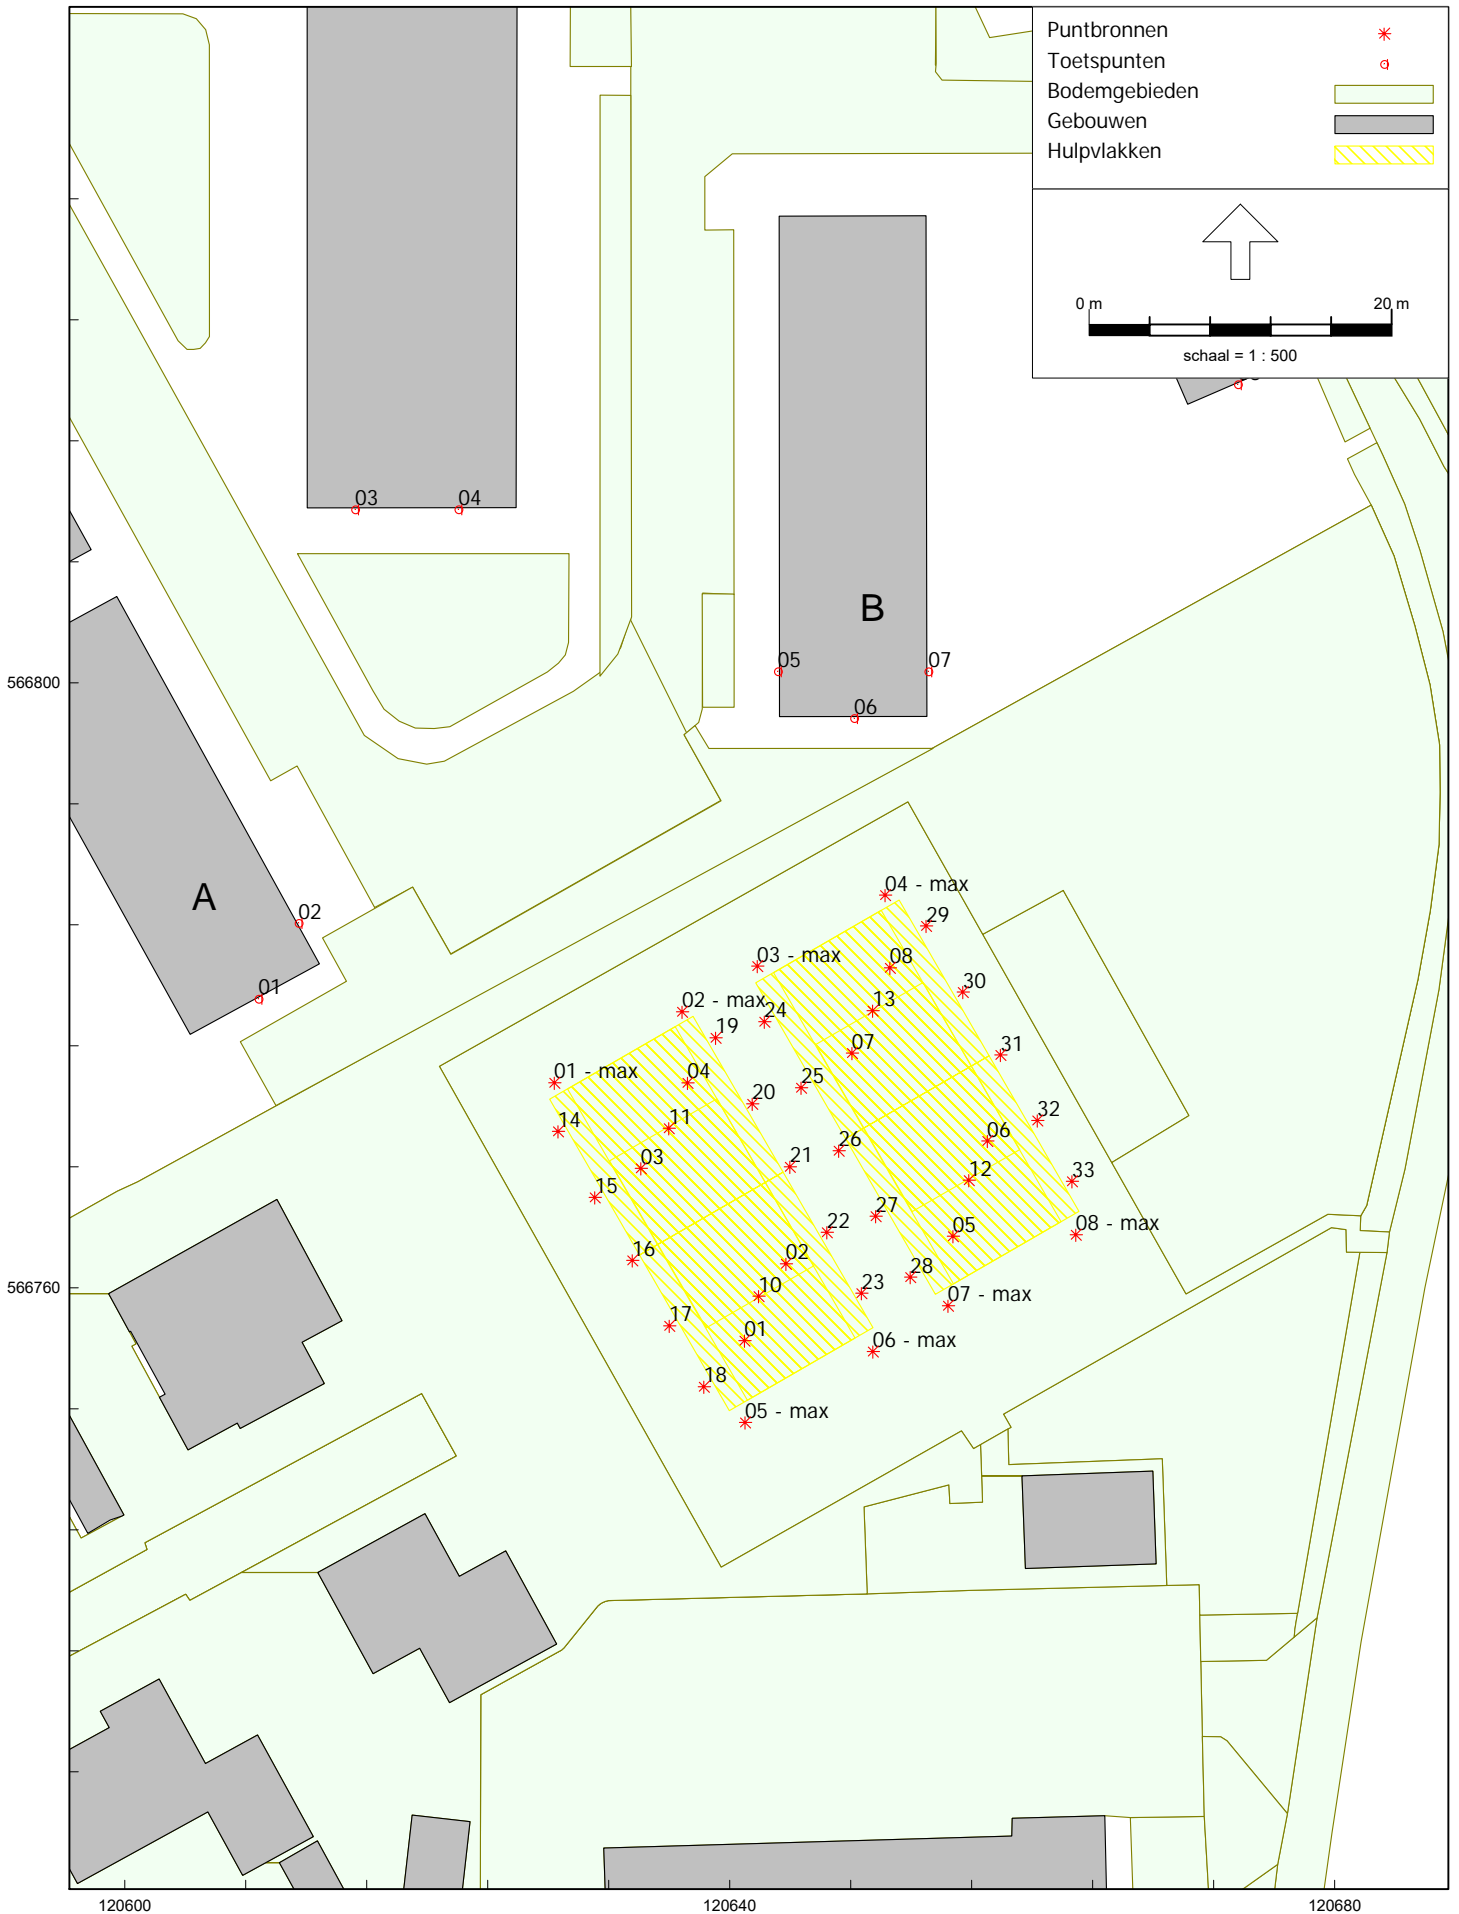 Puntbronnen
Toetspunten
Bodemgebieden
Gebouwen
Hulpvlakken
0 m 20 m
schaal = 1 : 500
03 04
B
05 07
566800
06
04 - max
A
02
29
03 - max 08
01
30
02 - max 24 13
19
07 31
01 - max 04 25
20
14 11 32
26 06
03 21
12 33
15
27
22 05 08 - max
16 02
28
10 23
566760
07 - max
17 01
06 - max
18
05 - max
120600 120640 120680